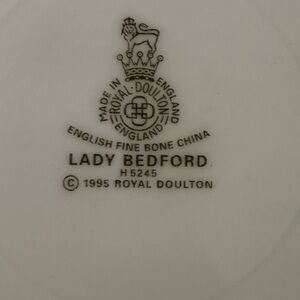 MADE IN ENGLAND
ROYAL·DOULTON
ENGLAND
ENGLISH FINE BONE CHINA
LADY BEDFORD
H 5245
© 1995 ROYAL DOULTON